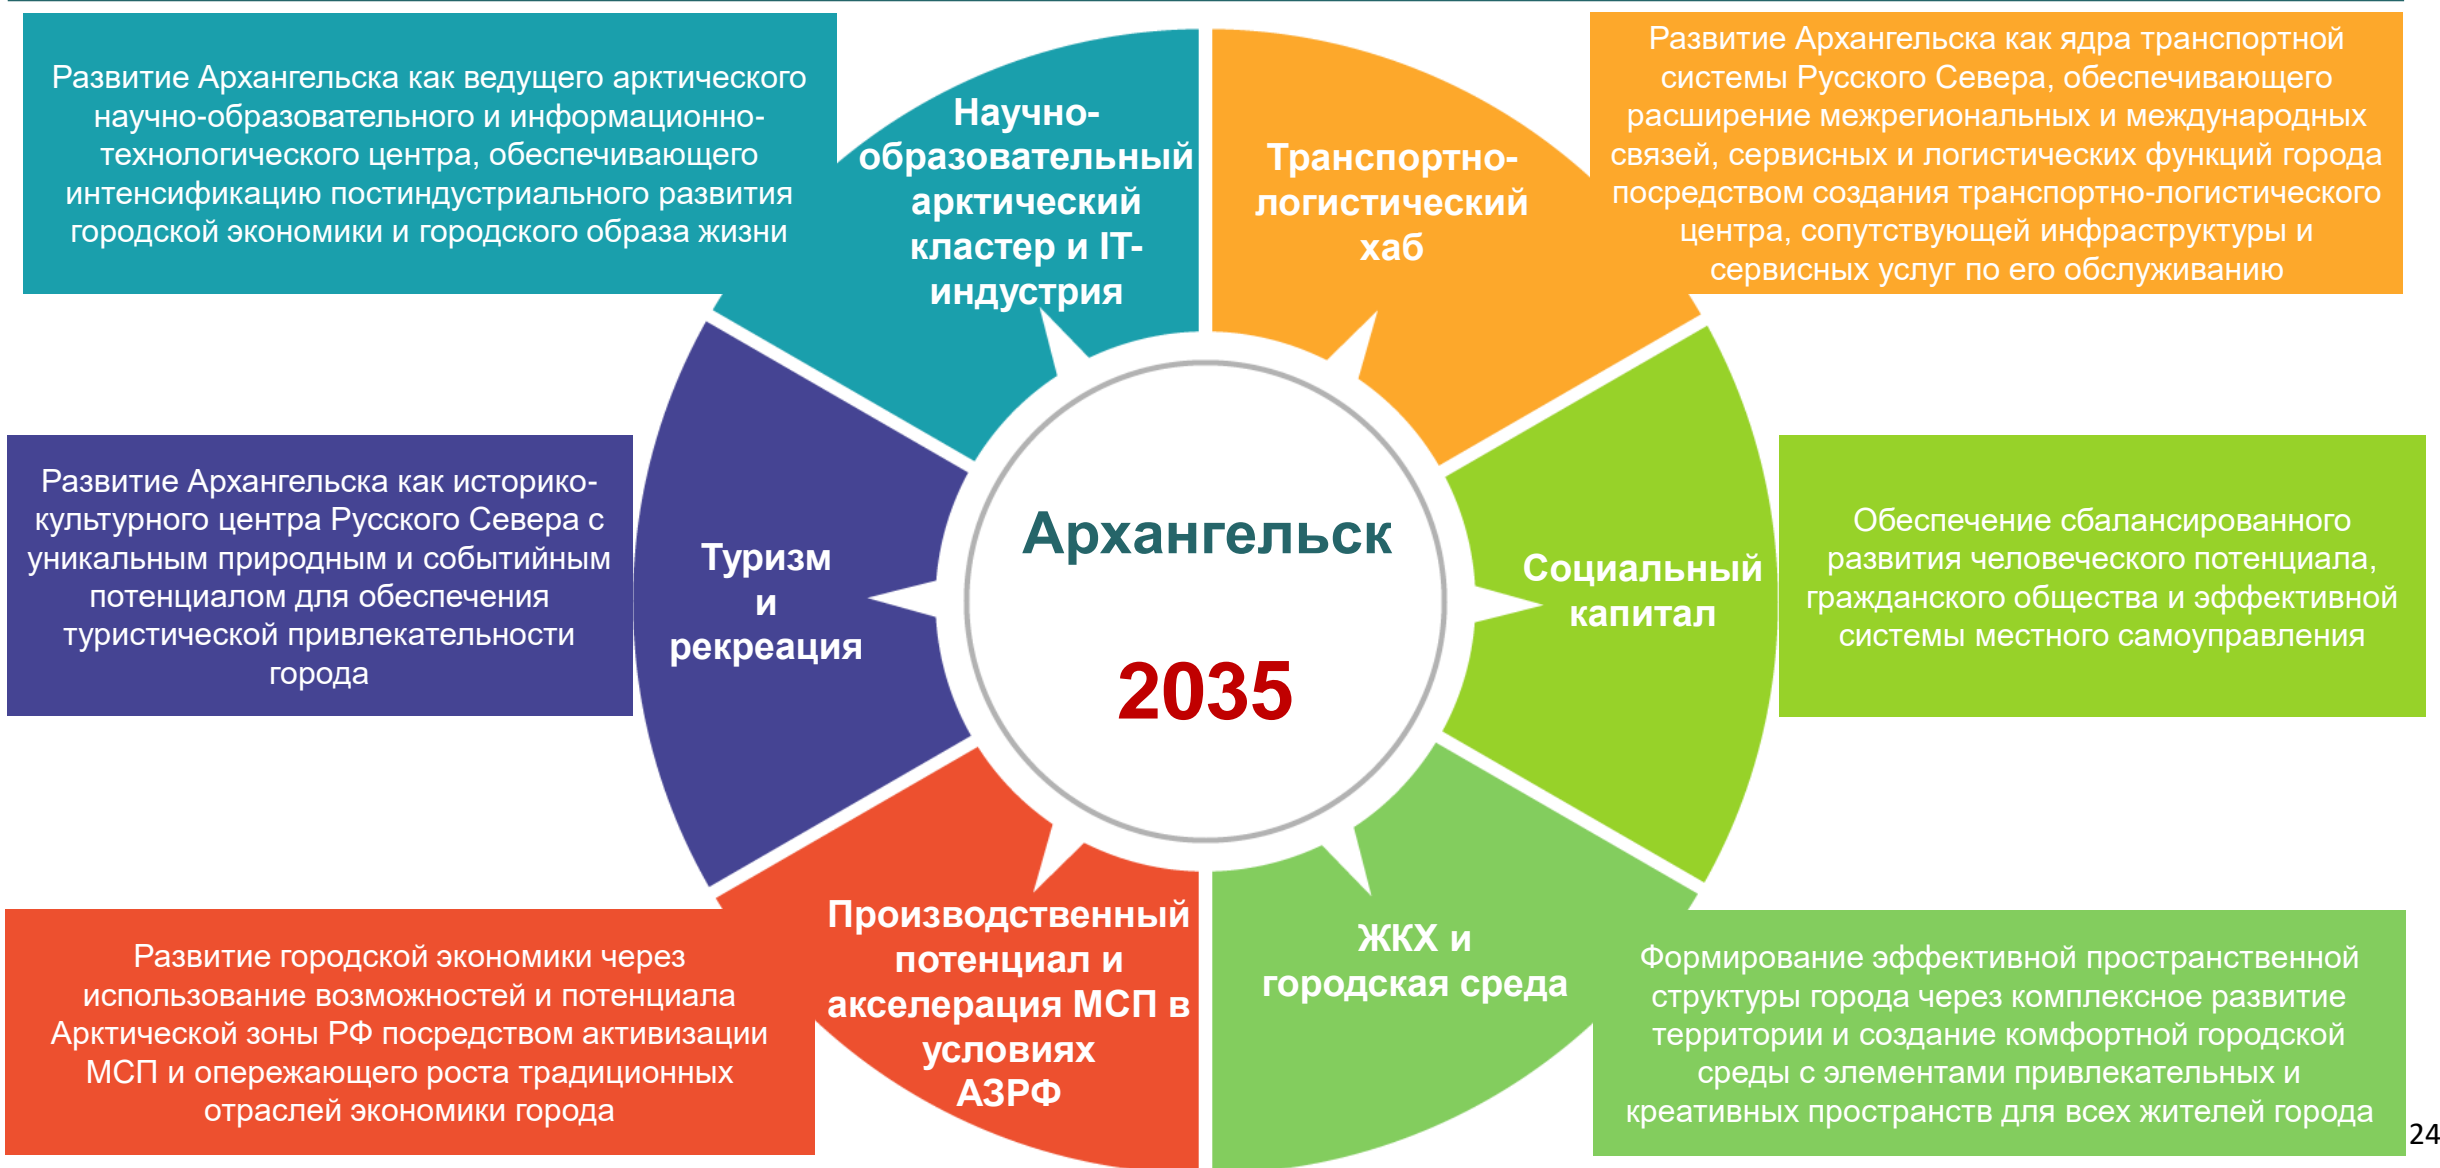 Развитие Архангельска как ведущего арктического
научно-образовательного и информационно-
технологического центра, обеспечивающего
интенсификацию постиндустриального развития
городской экономики и городского образа жизни
Научно-
образовательный
арктический
кластер и IT-
индустрия
Транспортно-
логистический
хаб
Развитие Архангельска как ядра транспортной
системы Русского Севера, обеспечивающего
расширение межрегиональных и международных
связей, сервисных и логистических функций города
посредством создания транспортно-логистического
центра, сопутствующей инфраструктуры и
сервисных услуг по его обслуживанию
Развитие Архангельска как историко-
культурного центра Русского Севера с
уникальным природным и событийным
потенциалом для обеспечения
туристической привлекательности
города
Туризм
и
рекреация
Архангельск
2035
Социальный
капитал
Обеспечение сбалансированного
развития человеческого потенциала,
гражданского общества и эффективной
системы местного самоуправления
Развитие городской экономики через
использование возможностей и потенциала
Арктической зоны РФ посредством активизации
МСП и опережающего роста традиционных
отраслей экономики города
Производственный
потенциал и
акселерация МСП в
условиях
АЗРФ
ЖКХ и
городская среда
Формирование эффективной пространственной
структуры города через комплексное развитие
территории и создание комфортной городской
среды с элементами привлекательных и
креативных пространств для всех жителей города
24